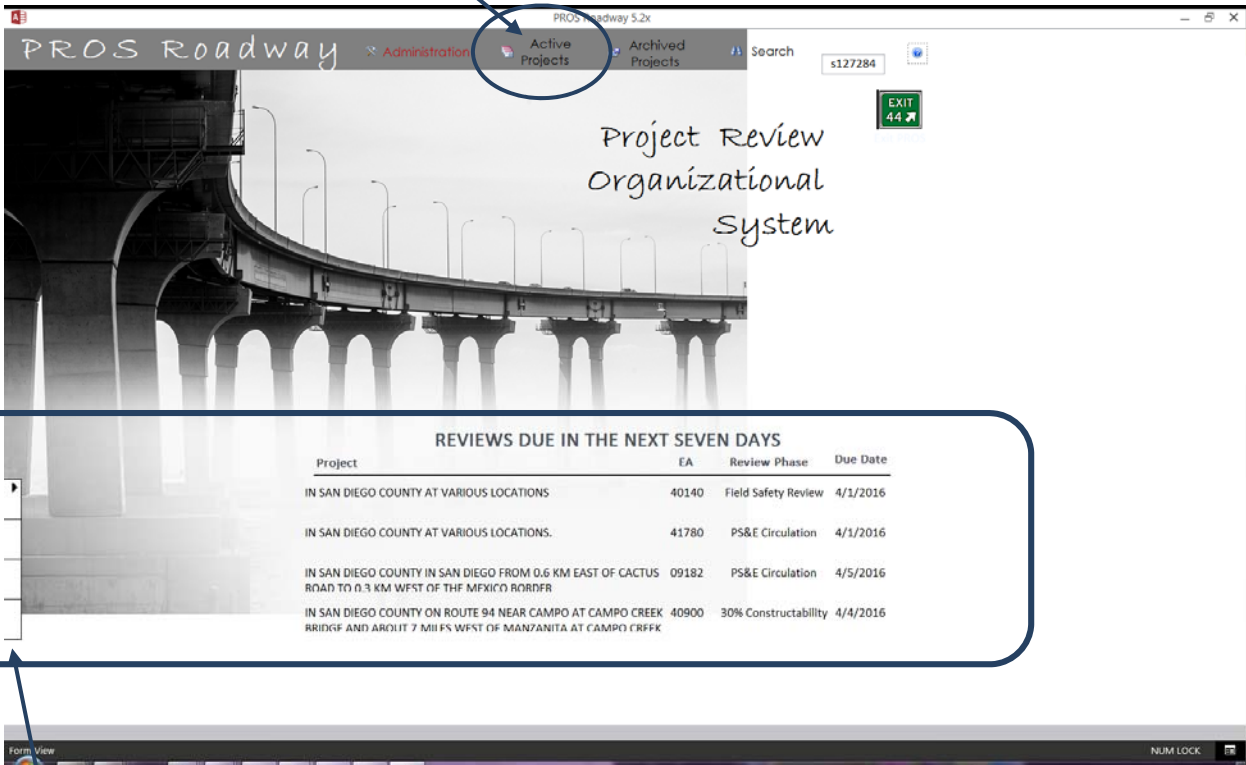 PROS Roadway 5.2x
PROS Roadway
Administration
Active
Projects
Archived
Projects
Search
s127284
EXIT
44
Project Review
Organizational
System
REVIEWS DUE IN THE NEXT SEVEN DAYS
Project EA Review Phase Due Date
IN SAN DIEGO COUNTY AT VARIOUS LOCATIONS 40140 Field Safety Review 4/1/2016
IN SAN DIEGO COUNTY AT VARIOUS LOCATIONS. 41780 PS&E Circulation 4/1/2016
IN SAN DIEGO COUNTY IN SAN DIEGO FROM 0.6 KM EAST OF CACTUS 09182 PS&E Circulation 4/5/2016
ROAD TO 0.3 KM WEST OF THE MEXICO BORDER
IN SAN DIEGO COUNTY ON ROUTE 94 NEAR CAMPO AT CAMPO CREEK 40900 30% Constructability 4/4/2016
BRIDGE AND ABOUT 7 MILES WEST OF MANZANITA AT CAMPO CREEK
Form View
NUM LOCK